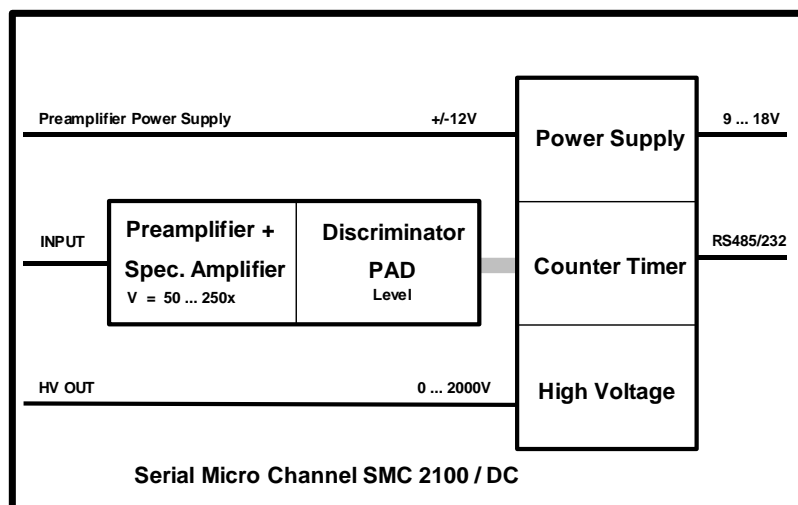 Preamplifier Power Supply
+/-12V
Power Supply
9 ... 18V
INPUT
Preamplifier +
Spec. Amplifier
V = 50 ... 250x
Discriminator
PAD
Level
Counter Timer
RS485/232
HV OUT
0 ... 2000V
High Voltage
Serial Micro Channel SMC 2100 / DC